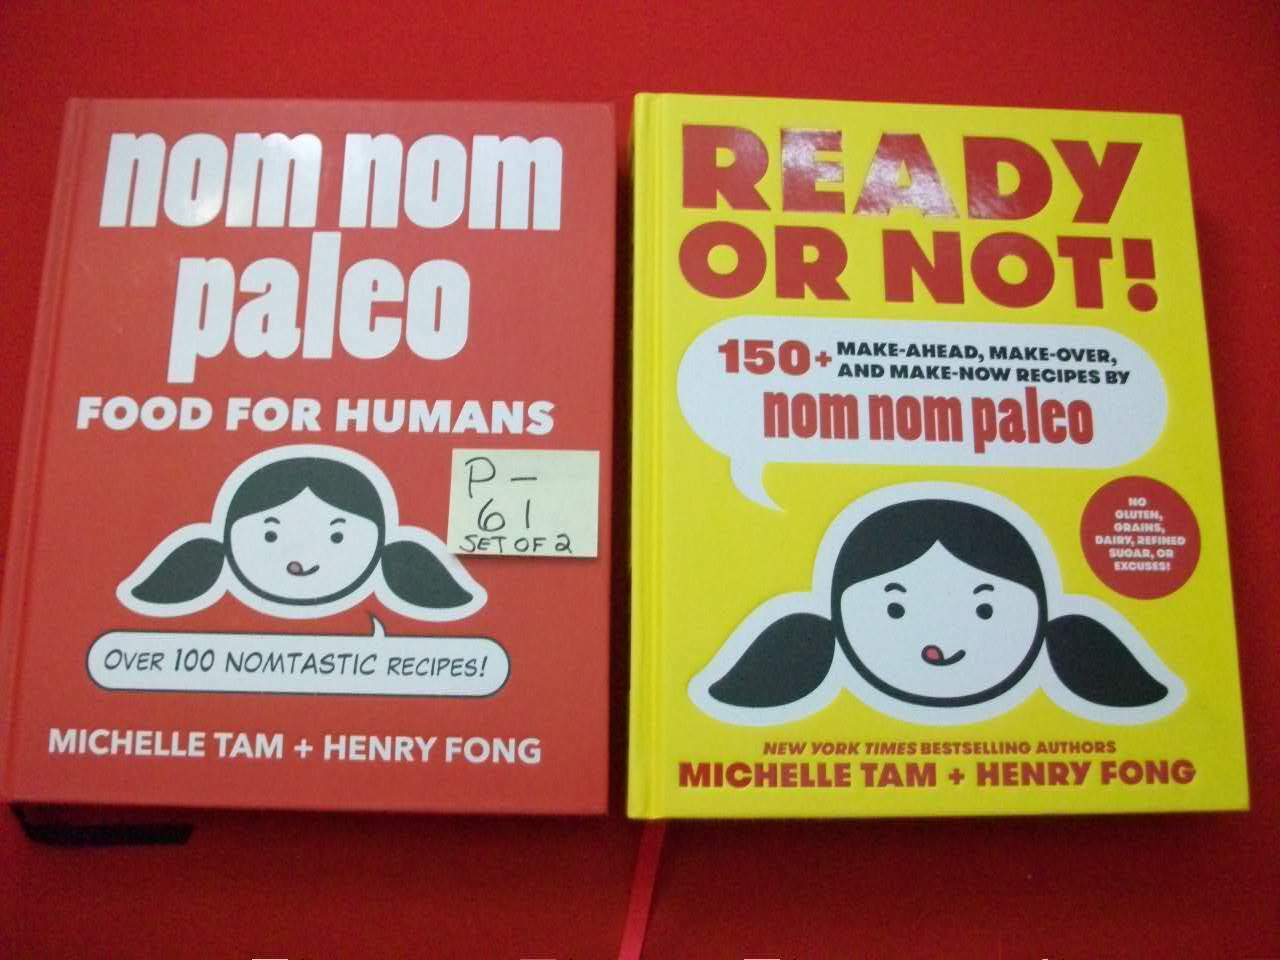 nom nom
paleo
FOOD FOR HUMANS
P-
61
SET OF 2
OVER 100 NOMTASTIC RECIPES!
MICHELLE TAM + HENRY FONG
READY
OR NOT!
150+ MAKE-AHEAD, MAKE-OVER,
AND MAKE-NOW RECIPES BY
nom nom paleo
NO
GLUTEN,
GRAINS,
DAIRY, REFINED
SUGAR, OR
EXCUSES!
NEW YORK TIMES BESTSELLING AUTHORS
MICHELLE TAM + HENRY FONG